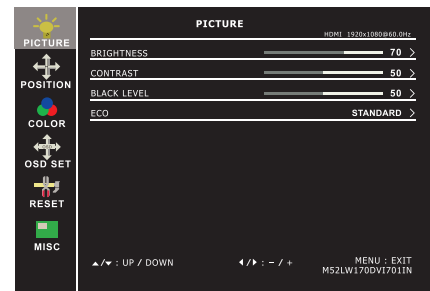 PICTURE
HDMI 1920x1080@60.0Hz
PICTURE
BRIGHTNESS 70 >
CONTRAST 50 >
BLACK LEVEL 50 >
ECO STANDARD >
POSITION
COLOR
OSD
OSD SET
RESET
MISC
▲/▼ : UP / DOWN ◀/▶ : - / + MENU : EXIT
M52LW170DVI701IN